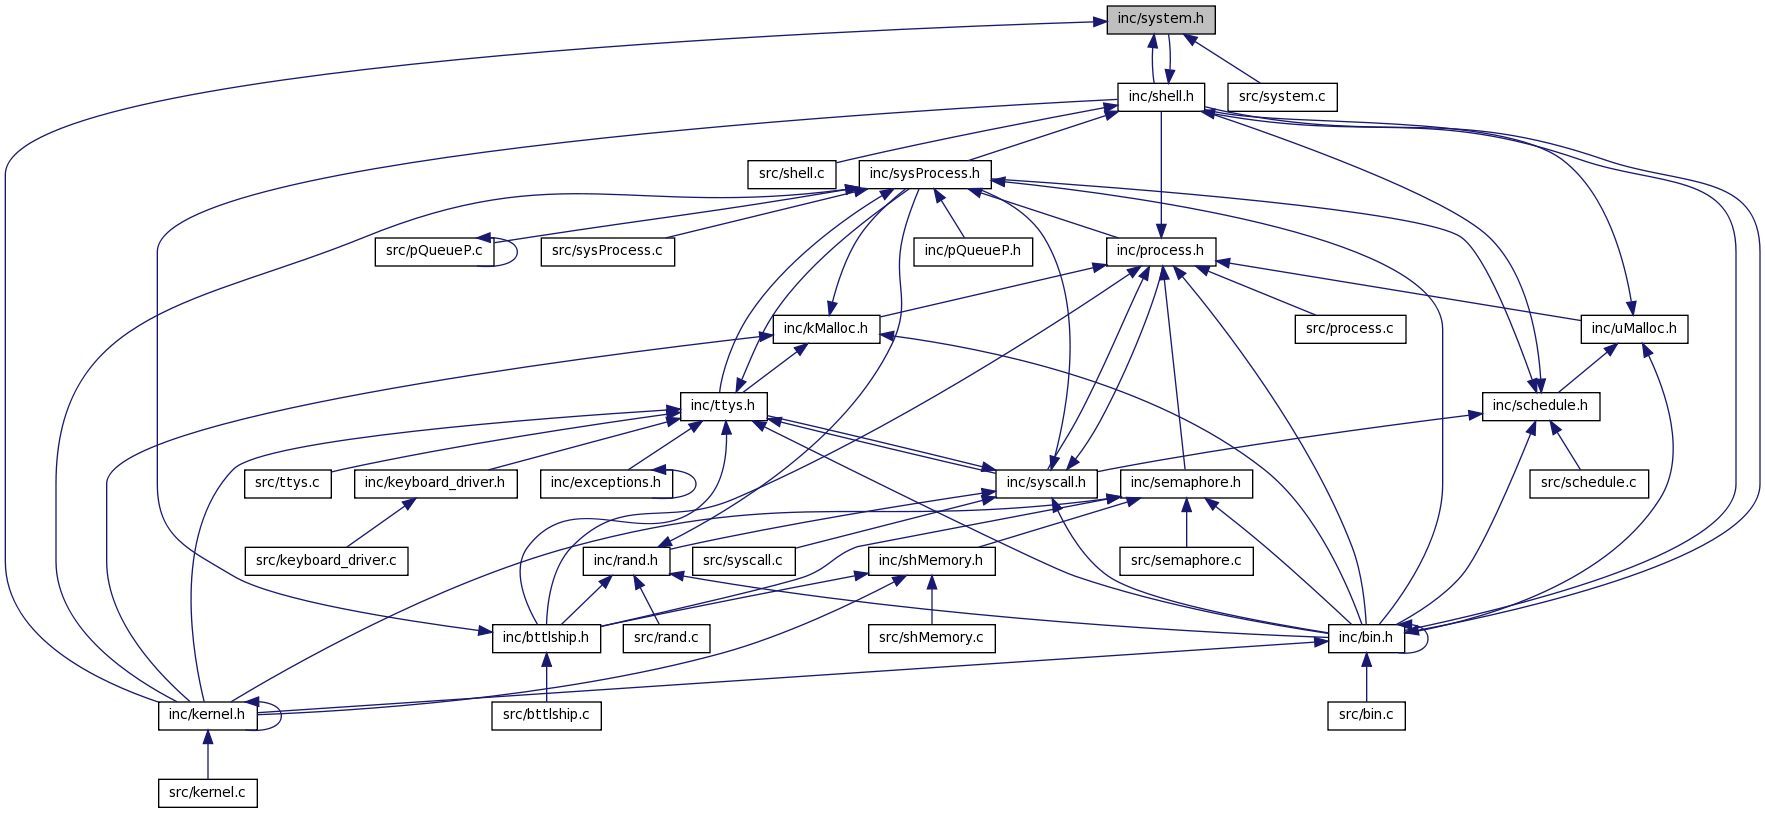 inc/system.h
inc/shell.h
src/system.c
src/shell.c
inc/sysProcess.h
src/pQueueP.c
src/sysProcess.c
inc/pQueueP.h
inc/process.h
inc/kMalloc.h
src/process.c
inc/uMalloc.h
inc/ttys.h
inc/schedule.h
src/ttys.c
inc/keyboard_driver.h
inc/exceptions.h
inc/syscall.h
inc/semaphore.h
src/schedule.c
src/keyboard_driver.c
inc/rand.h
src/syscall.c
inc/shMemory.h
src/semaphore.c
inc/bttlship.h
src/rand.c
src/shMemory.c
inc/bin.h
inc/kernel.h
src/bttlship.c
src/bin.c
src/kernel.c